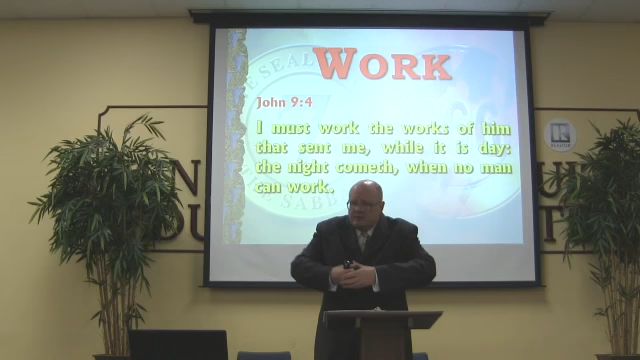 WORK
John 9:4
I must work the works of him
that sent me, while it is day:
the night cometh, when no man
can work.
REALTOR